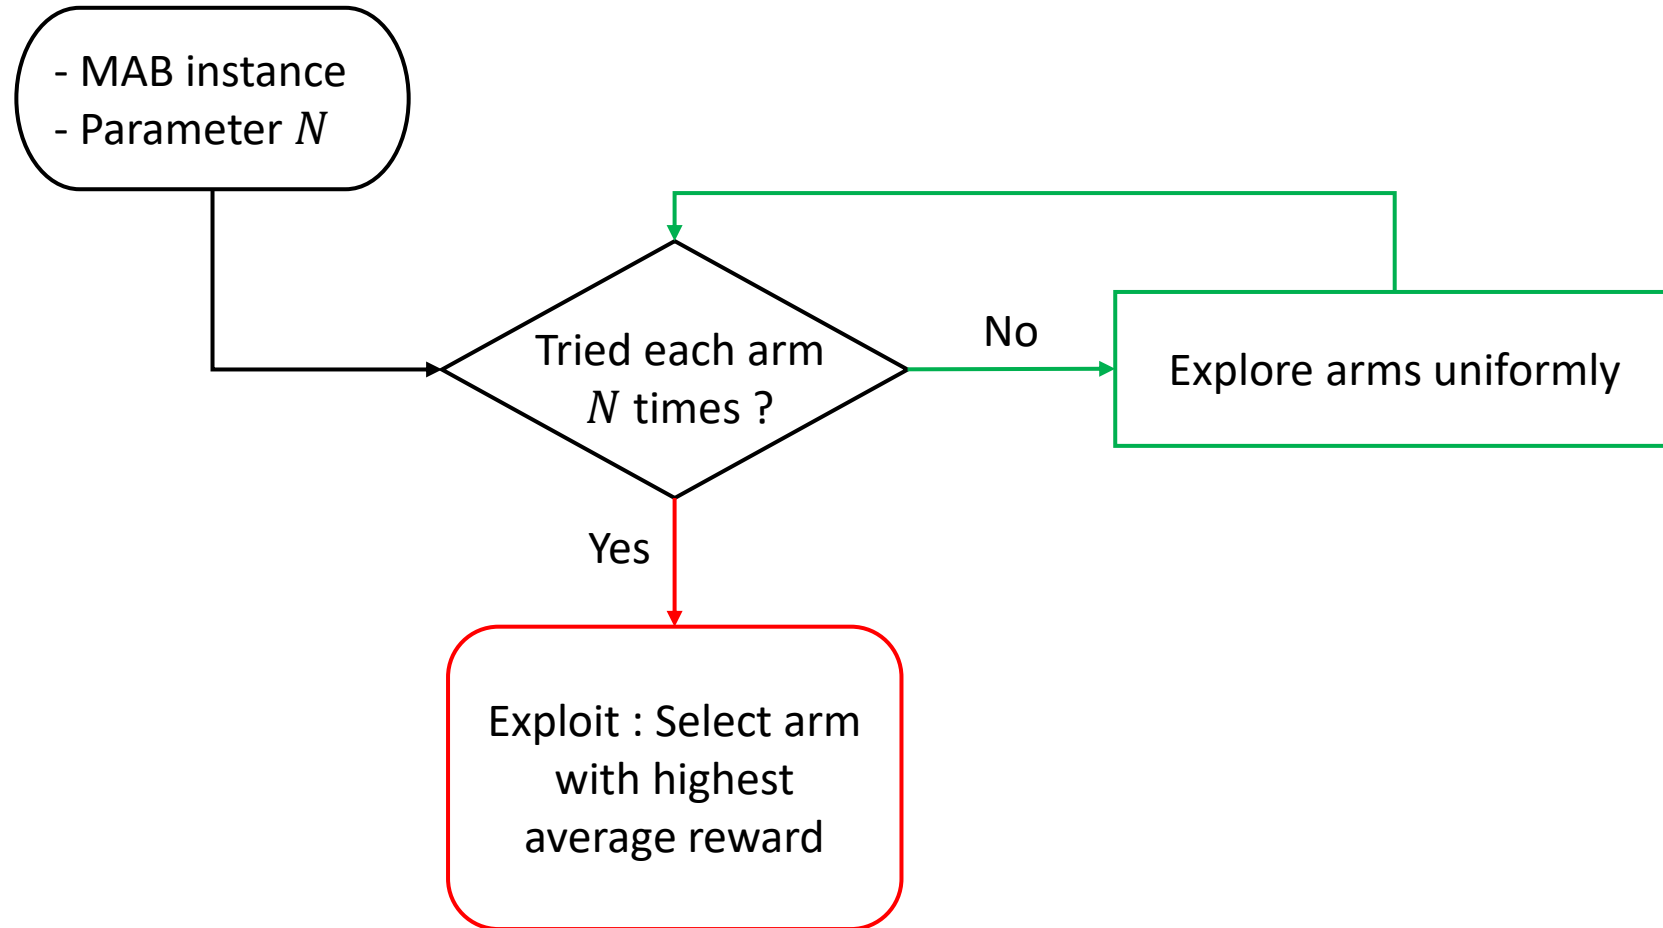 - MAB instance
- Parameter N
Tried each arm
N times ?
No
Explore arms uniformly
Yes
Exploit : Select arm
with highest
average reward